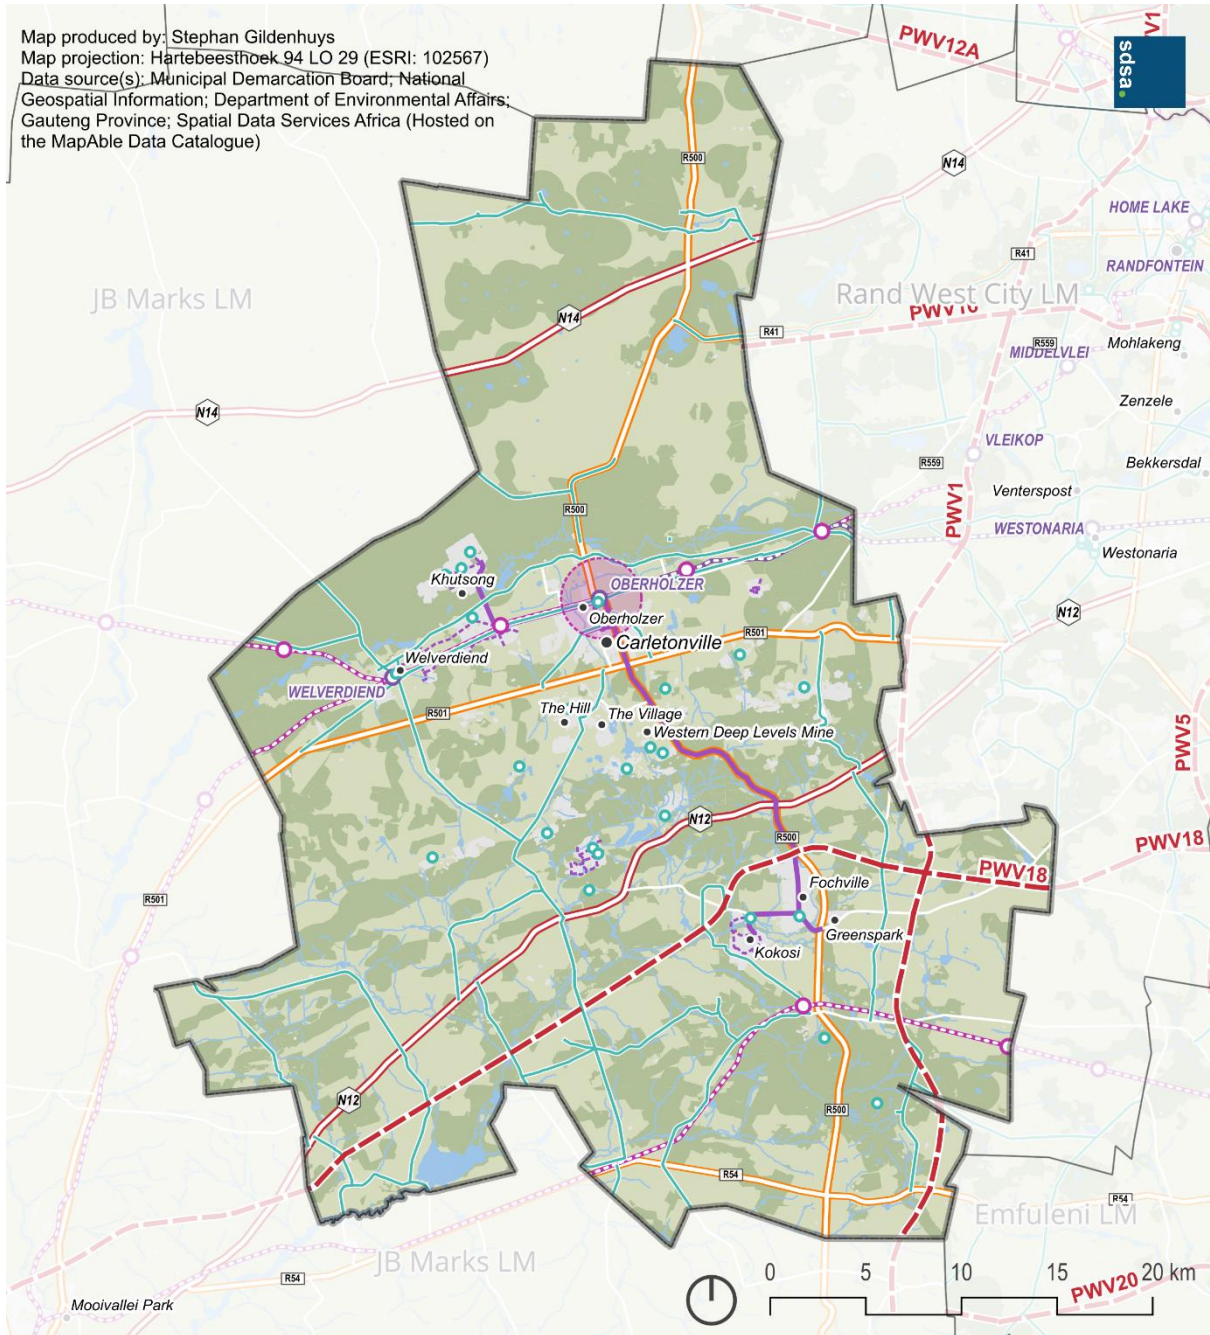 Map produced by: Stephan Gildenhuys
Map projection: Hartebeesthoek 94 LO 29 (ESRI: 102567)
Data source(s): Municipal Demarcation Board; National
Geospatial Information; Department of Environmental Affairs;
Gauteng Province; Spatial Data Services Africa (Hosted on
the MapAble Data Catalogue)
PWV12A
PWV1
sdsa.
R500
N14
HOME LAKE
R41
RANDFONTEIN
JB Marks LM
Rand West City LM
PWV16
N14
R41
R559
Mohlakeng
MIDDELVLEI
N14
Zenzele
VLEIKOP
R559
Bekkersdal
Venterspost
PWV1
R500
WESTONARIA
Westonaria
Khutsong
OBERHOLZER
Oberholzer
N12
Carletonville
R501
Welverdiend
WELVERDIEND
The Hill
The Village
R501
Western Deep Levels Mine
PWV5
N12
R500
PWV18
PWV18
Fochville
R501
Greenspark
Kokosi
N12
R500
R54
R54
Emfuleni LM
JB Marks LM
R54
0 5 10 15 20 km
PWV20
Mooivallei Park